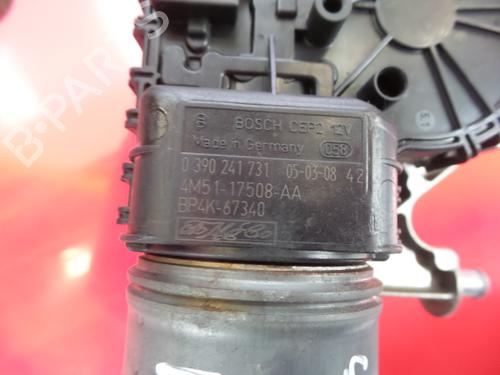 BOSCH CEP2 12V
Made in Germany 058
0 390 241 731 05-03-08 42
4M51-17508-AA
BP4K-67340
B-PARTS